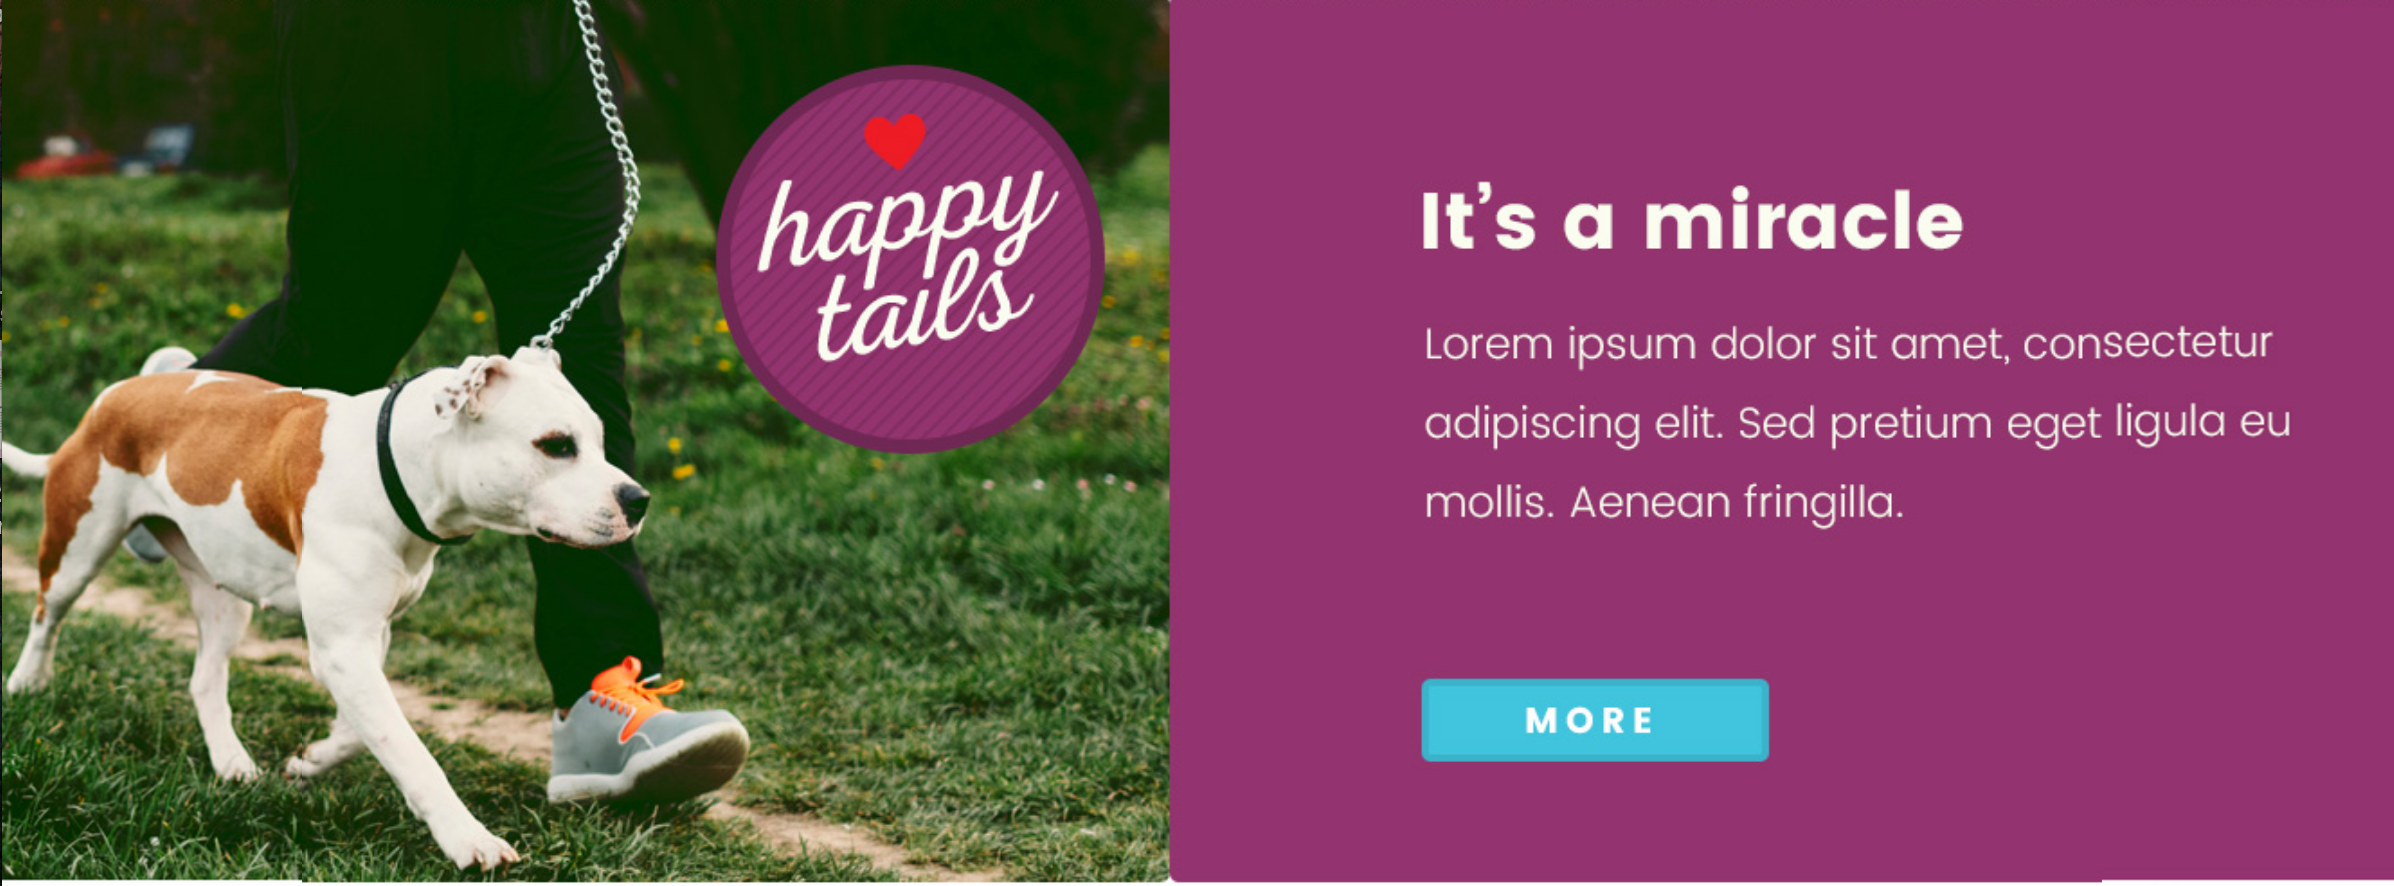 happy
tails
It's a miracle
Lorem ipsum dolor sit amet, consectetur
adipiscing elit. Sed pretium eget ligula eu
mollis. Aenean fringilla.
MORE